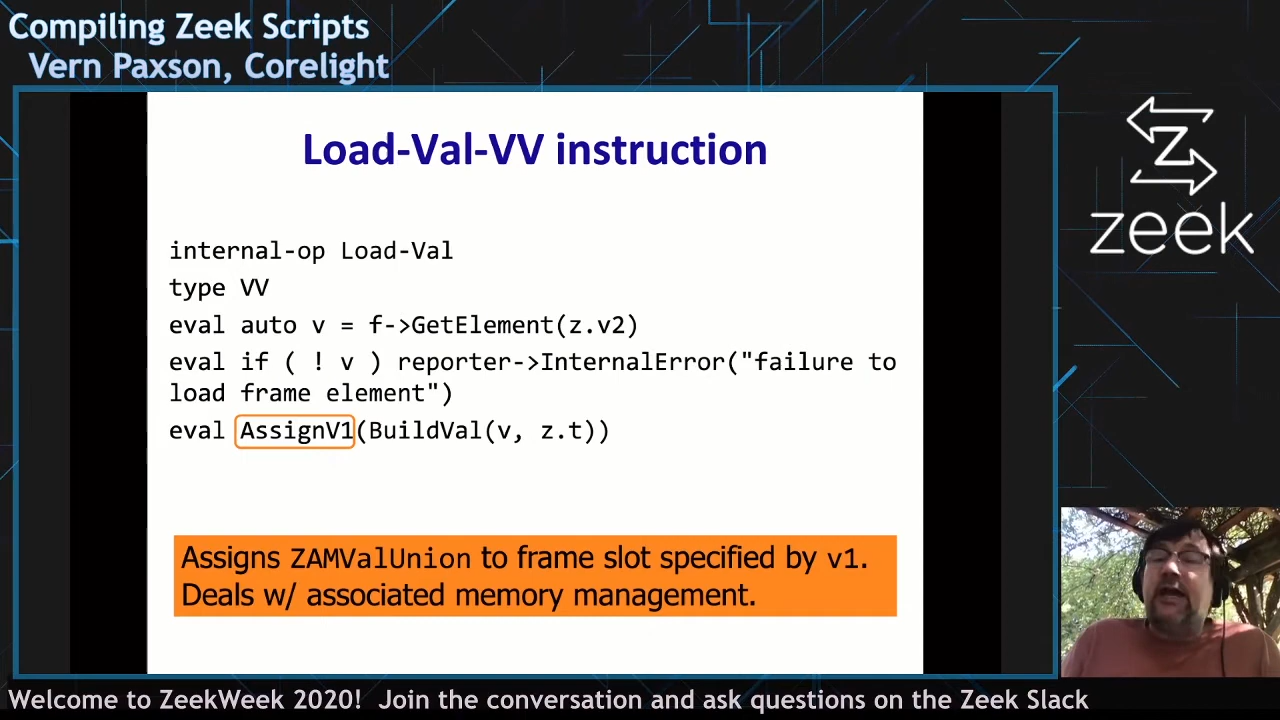 Compiling Zeek Scripts
Vern Paxson, Corelight
Load-Val-VV instruction
internal-op Load-Val
type VV
eval auto v = f->GetElement(z.v2)
eval if ( ! v ) reporter->InternalError("failure to
load frame element")
eval AssignV1(BuildVal(v, z.t))
Assigns ZAMValUnion to frame slot specified by v1.
Deals w/ associated memory management.
Z
zeek
Welcome to ZeekWeek 2020! Join the conversation and ask questions on the Zeek Slack